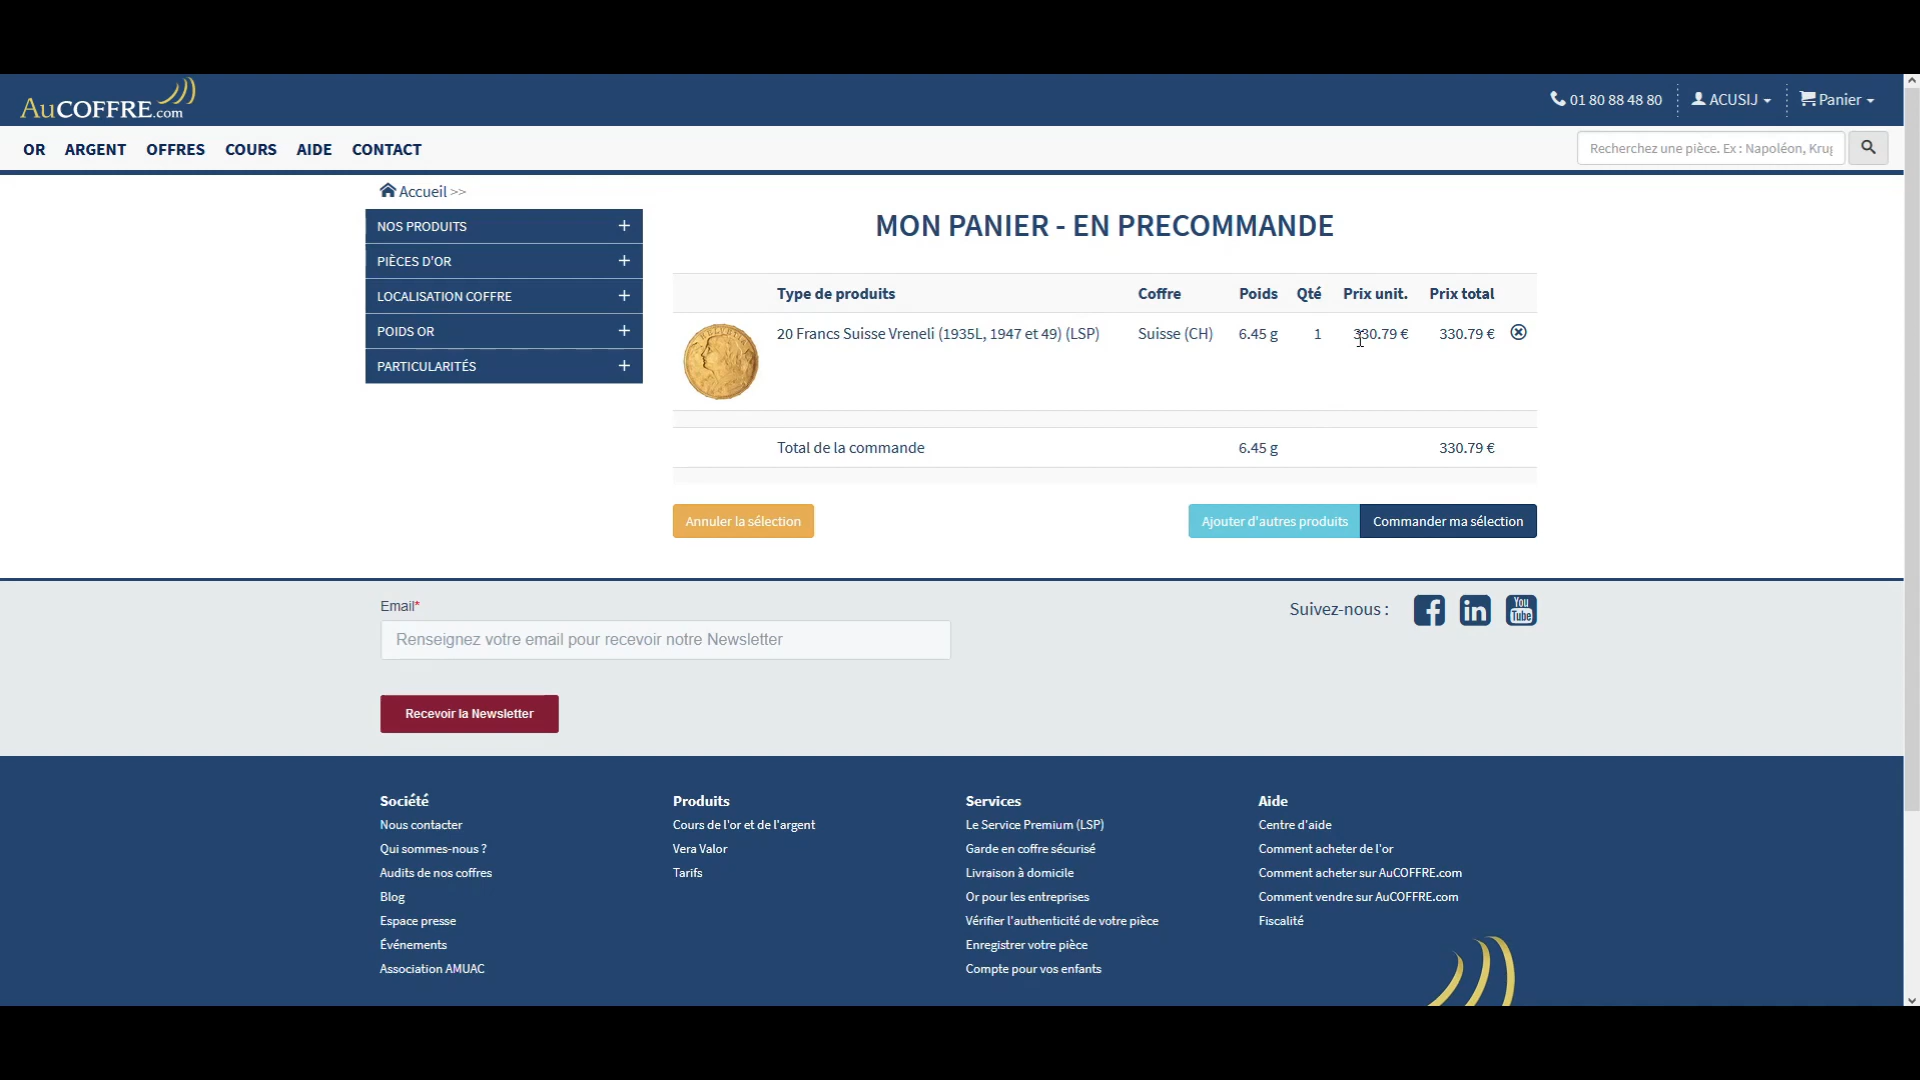 AuCOFFRE.com
01 80 88 48 80 ACUSIJ Panier
OR ARGENT OFFRES COURS AIDE CONTACT
Recherchez une pièce. Ex : Napoléon, Krug
Accueil >>
NOS PRODUITS +
PIÈCES D'OR +
LOCALISATION COFFRE +
POIDS OR +
PARTICULARITÉS +
MON PANIER - EN PRECOMMANDE
Type de produits Coffre Poids Qté Prix unit. Prix total
20 Francs Suisse Vreneli (1935L, 1947 et 49) (LSP) Suisse (CH) 6.45 g 1 330.79 € 330.79 €
Total de la commande 6.45 g 330.79 €
Annuler la sélection
Ajouter d'autres produits Commander ma sélection
Email*
Renseignez votre email pour recevoir notre Newsletter
Recevoir la Newsletter
Suivez-nous :
You
Tube
Société
Nous contacter
Qui sommes-nous ?
Audits de nos coffres
Blog
Espace presse
Événements
Association AMUAC
Produits
Cours de l'or et de l'argent
Vera Valor
Tarifs
Services
Le Service Premium (LSP)
Garde en coffre sécurisé
Livraison à domicile
Or pour les entreprises
Vérifier l'authenticité de votre pièce
Enregistrer votre pièce
Compte pour vos enfants
Aide
Centre d'aide
Comment acheter de l'or
Comment acheter sur AuCOFFRE.com
Comment vendre sur AuCOFFRE.com
Fiscalité